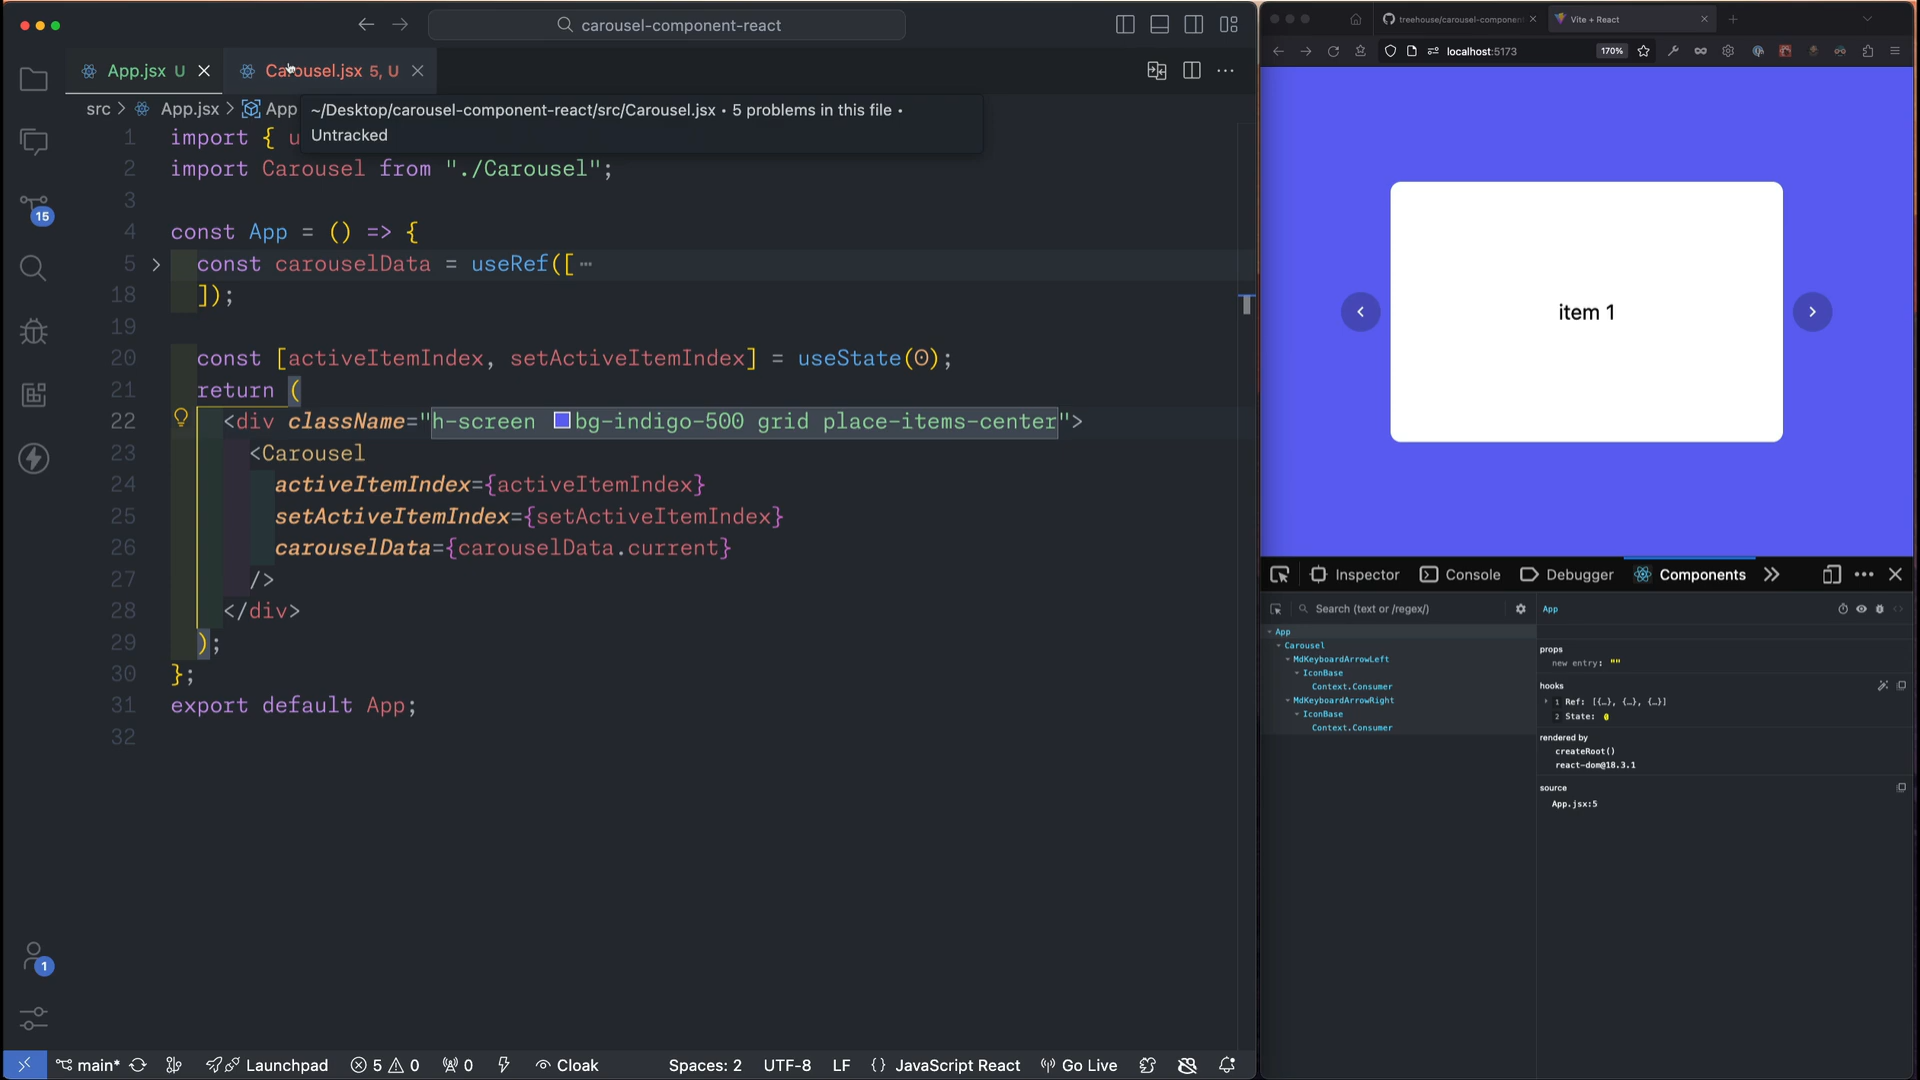 carousel-component-react
App.jsx U
Carousel.jsx 5, U
src > App.jsx > App
~/Desktop/carousel-component-react/src/Carousel.jsx • 5 problems in this file •
Untracked
1 import { u
2 import Carousel from "./Carousel";
3
4 const App = () => {
5 const carouselData = useRef([ ⋯
18 ]);
19
20 const [activeItemIndex, setActiveItemIndex] = useState(0);
21 return (
22 <div className="h-screen bg-indigo-500 grid place-items-center">
23 <Carousel
24 activeItemIndex={activeItemIndex}
25 setActiveItemIndex={setActiveItemIndex}
26 carouselData={carouselData.current}
27 />
28 </div>
29 );
30 };
31 export default App;
32
15
1
main*
Launchpad
5
0
0
Cloak
Spaces: 2
UTF-8
LF
{} JavaScript React
Go Live
treehouse/carousel-component
Vite + React
localhost:5173
170%
item 1
Inspector
Console
Debugger
Components
Search (text or /regex/)
App
Carousel
MdKeyboardArrowLeft
IconBase
Context.Consumer
MdKeyboardArrowRight
IconBase
Context.Consumer
App
props
new entry: ""
hooks
1 Ref: [{…}, {…}, {…}]
2 State: 0
rendered by
createRoot()
react-dom@18.3.1
source
App.jsx:5